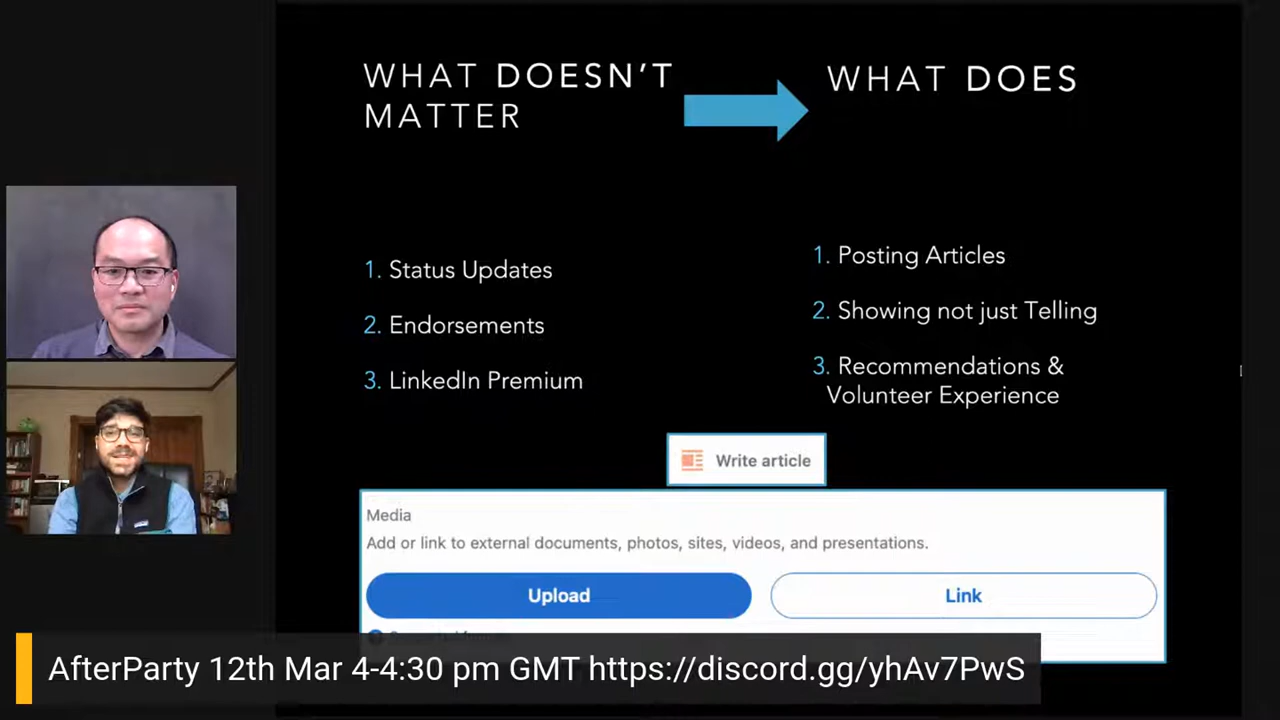 WHAT DOESN'T
MATTER
WHAT DOES
1. Status Updates
2. Endorsements
3. LinkedIn Premium
1. Posting Articles
2. Showing not just Telling
3. Recommendations &
Volunteer Experience
Write article
Media
Add or link to external documents, photos, sites, videos, and presentations.
Upload
Link
AfterParty 12th Mar 4-4:30 pm GMT https://discord.gg/yhAv7PwS